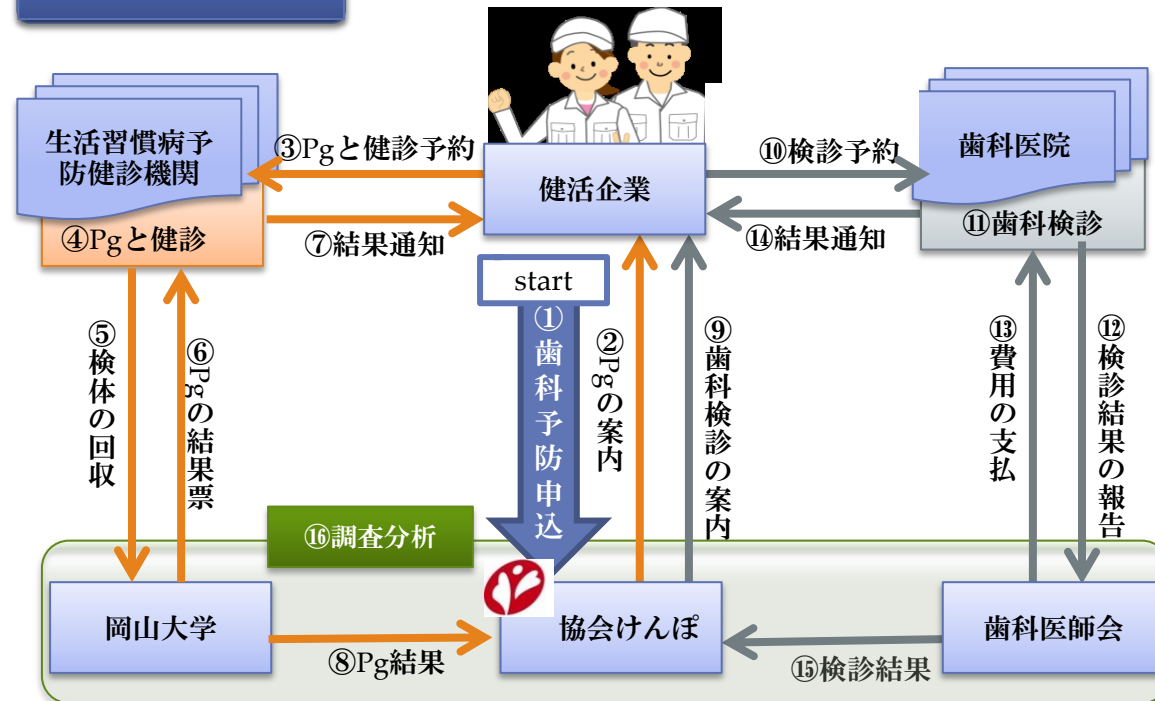 生活習慣病予
防健診機関
③Pgと健診予約
⑩検診予約
歯科医院
健活企業
④Pgと健診
⑦結果通知
⑭結果通知
⑪歯科検診
start
①歯科予防申込
②Pgの案内
⑨歯科検診の案内
⑤検体の回収
⑥Pgの結果票
⑬費用の支払
⑫検診結果の報告
⑯調査分析
岡山大学
協会けんぽ
歯科医師会
⑧Pg結果
⑮検診結果